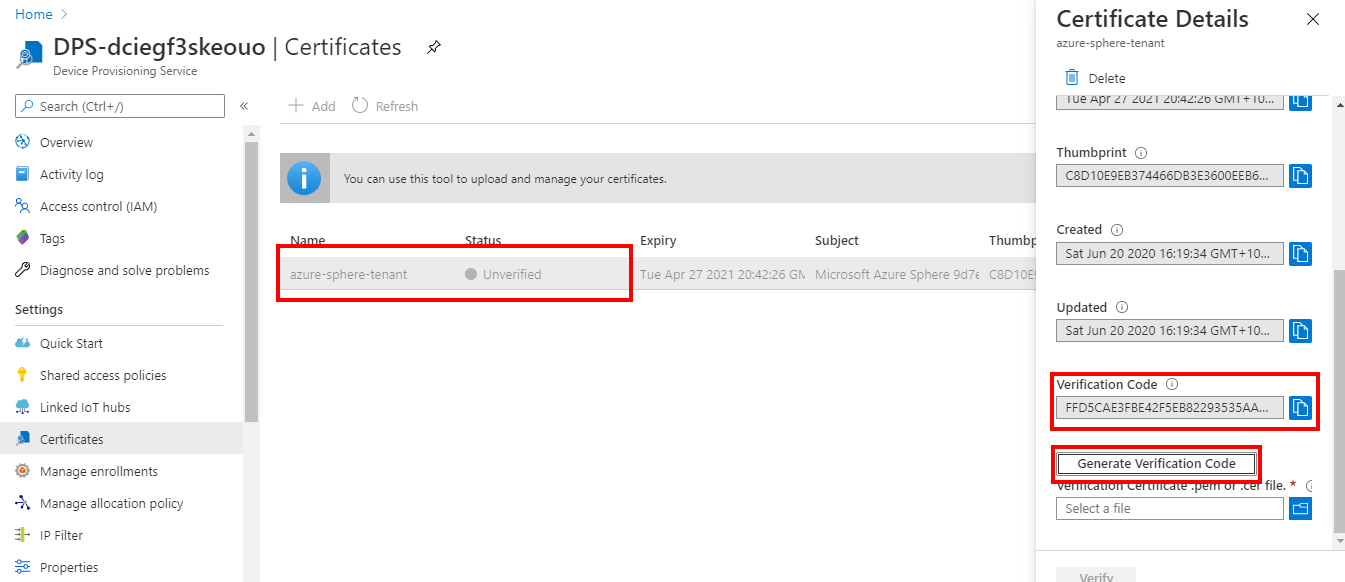 Home >
DPS-dciegf3skeouo | Certificates
Device Provisioning Service
Search (Ctrl+/)
«
Overview
Activity log
Access control (IAM)
Tags
Diagnose and solve problems
Settings
Quick Start
Shared access policies
Linked IoT hubs
Certificates
Manage enrollments
Manage allocation policy
IP Filter
Properties
Add Refresh
You can use this tool to upload and manage your certificates.
Name Status Expiry Subject Thumbp
azure-sphere-tenant Unverified Tue Apr 27 2021 20:42:26 GM Microsoft Azure Sphere 9d7e C8D10E9
Certificate Details
azure-sphere-tenant
Delete
Tue Apr 27 2021 20:42:26 GMT+10...
Thumbprint
C8D10E9EB374466DB3E3600EEB6...
Created
Sat Jun 20 2020 16:19:34 GMT+10...
Updated
Sat Jun 20 2020 16:19:34 GMT+10...
Verification Code
FFD5CAE3FBE42F5EB82293535AA...
Generate Verification Code
Verification Certificate .pem or .cer file. *
Select a file
Verify